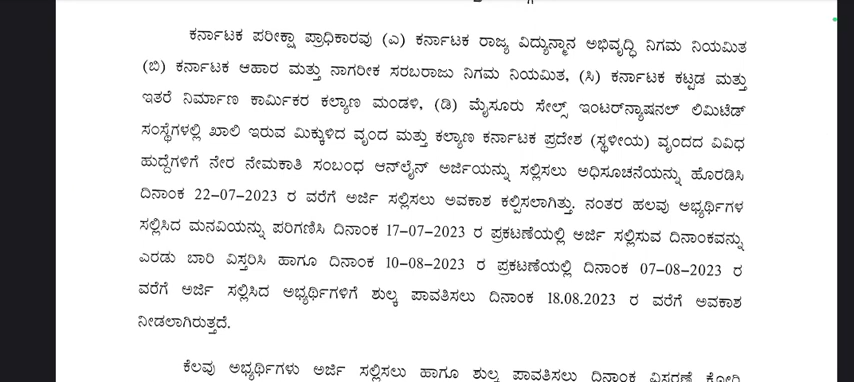 ಕರ್ನಾಟಕ ಪರೀಕ್ಷಾ ಪ್ರಾಧಿಕಾರವು (ಎ) ಕರ್ನಾಟಕ ರಾಜ್ಯ ವಿದ್ಯುನ್ಮಾನ ಅಭಿವೃದ್ಧಿ ನಿಗಮ ನಿಯಮಿತ
(ಬಿ) ಕರ್ನಾಟಕ ಆಹಾರ ಮತ್ತು ನಾಗರೀಕ ಸರಬರಾಜು ನಿಗಮ ನಿಯಮಿತ, (ಸಿ) ಕರ್ನಾಟಕ ಕಟ್ಟಡ ಮತ್ತು
ಇತರೆ ನಿರ್ಮಾಣ ಕಾರ್ಮಿಕರ ಕಲ್ಯಾಣ ಮಂಡಳಿ, (ಡಿ) ಮೈಸೂರು ಸೇಲ್ಸ್ ಇಂಟರ್‌ನ್ಯಾಷನಲ್ ಲಿಮಿಟೆಡ್
ಸಂಸ್ಥೆಗಳಲ್ಲಿ ಖಾಲಿ ಇರುವ ಮಿಕ್ಕುಳಿದ ವೃಂದ ಮತ್ತು ಕಲ್ಯಾಣ ಕರ್ನಾಟಕ ಪ್ರದೇಶ (ಸ್ಥಳೀಯ) ವೃಂದದ ವಿವಿಧ
ಹುದ್ದೆಗಳಿಗೆ ನೇರ ನೇಮಕಾತಿ ಸಂಬಂಧ ಆನ್‌ಲೈನ್ ಅರ್ಜಿಯನ್ನು ಸಲ್ಲಿಸಲು ಅಧಿಸೂಚನೆಯನ್ನು ಹೊರಡಿಸಿ
ದಿನಾಂಕ 22-07-2023 ರ ವರೆಗೆ ಅರ್ಜಿ ಸಲ್ಲಿಸಲು ಅವಕಾಶ ಕಲ್ಪಿಸಲಾಗಿತ್ತು. ನಂತರ ಹಲವು ಅಭ್ಯರ್ಥಿಗಳ
ಸಲ್ಲಿಸಿದ ಮನವಿಯನ್ನು ಪರಿಗಣಿಸಿ ದಿನಾಂಕ 17-07-2023 ರ ಪ್ರಕಟಣೆಯಲ್ಲಿ ಅರ್ಜಿ ಸಲ್ಲಿಸುವ ದಿನಾಂಕವನ್ನು
ಎರಡು ಬಾರಿ ವಿಸ್ತರಿಸಿ ಹಾಗೂ ದಿನಾಂಕ 10-08-2023 ರ ಪ್ರಕಟಣೆಯಲ್ಲಿ ದಿನಾಂಕ 07-08-2023 ರ
ವರೆಗೆ ಅರ್ಜಿ ಸಲ್ಲಿಸಿದ ಅಭ್ಯರ್ಥಿಗಳಿಗೆ ಶುಲ್ಕ ಪಾವತಿಸಲು ದಿನಾಂಕ 18.08.2023 ರ ವರೆಗೆ ಅವಕಾಶ
ನೀಡಲಾಗಿರುತ್ತದೆ.
ಕೆಲವು ಅಭ್ಯರ್ಥಿಗಳು ಅರ್ಜಿ ಸಲ್ಲಿಸಲು ಹಾಗೂ ಶುಲ್ಕ ಪಾವತಿಸಲು ದಿನಾಂಕ ವಿಸ್ತರಣೆ ಕೋರಿ